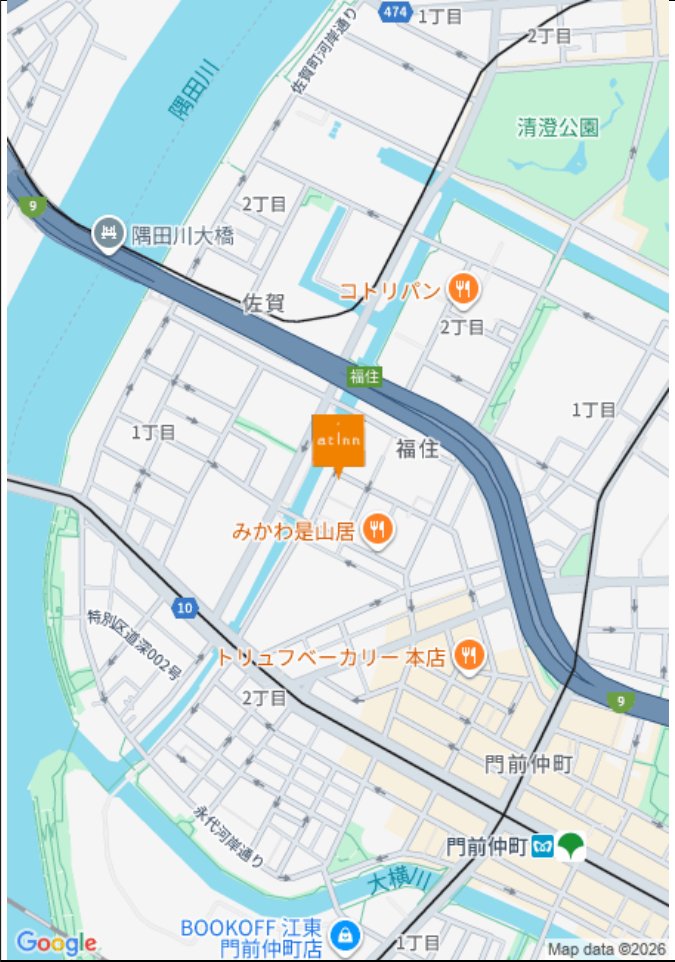 474
1丁目
2丁目
佐賀町河岸通り
隅田川
清澄公園
9
2丁目
隅田川大橋
コトリパン
佐賀
2丁目
福住
1丁目
at inn
1丁目
福住
みかわ是山居
10
特別区道深002号
トリュフベーカリー 本店
2丁目
9
門前仲町
永代河岸通り
門前仲町
大横川
BOOKOFF 江東
門前仲町店
1丁目
Google
Map data ©2026